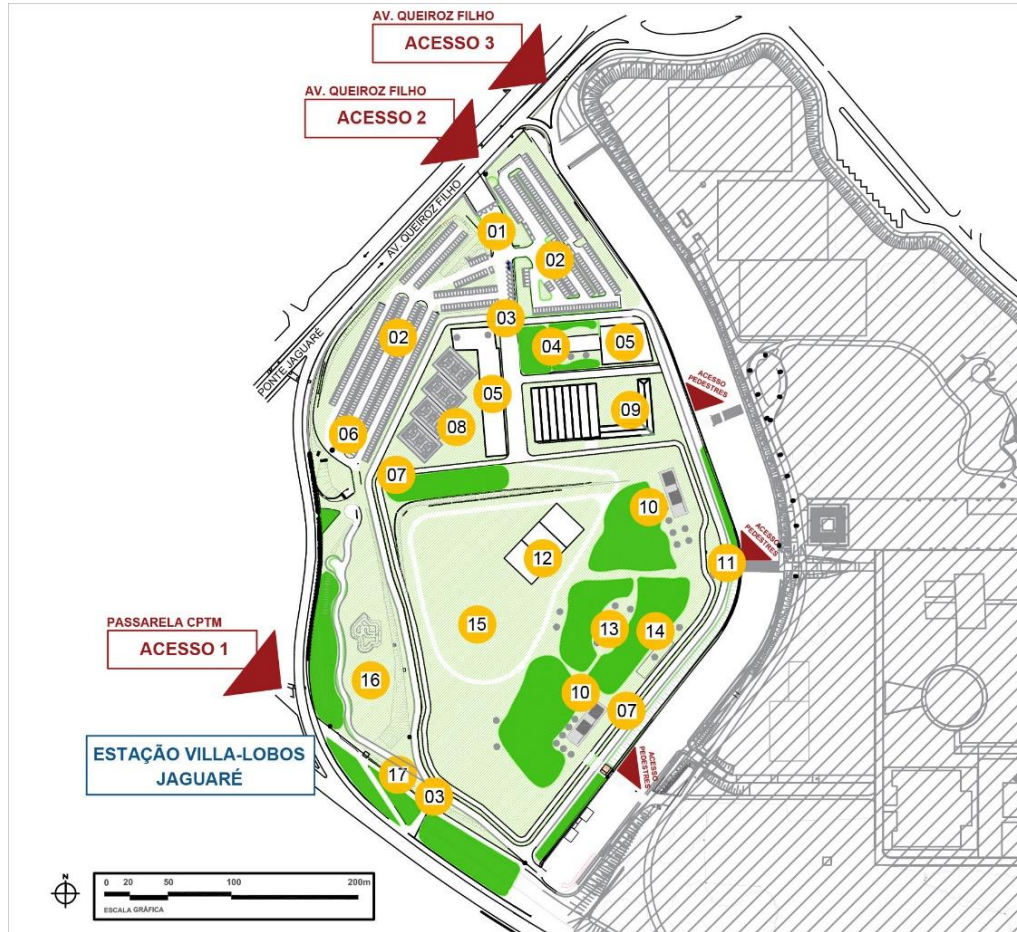 AV. QUEIROZ FILHO
ACESSO 3
AV. QUEIROZ FILHO
ACESSO 2
AV. QUEIROZ FILHO
PONTE JAGUARÉ
01
02
02
03
04
05
05
06
07
08
09
ACESSO
PEDESTRES
10
11
ACESSO
PEDESTRES
12
13
14
15
16
10
07
PASSARELA CPTM
ACESSO 1
ESTAÇÃO VILLA-LOBOS
JAGUARÉ
17
03
ACESSO
PEDESTRES
N
0 20 50 100 200m
ESCALA GRÁFICA